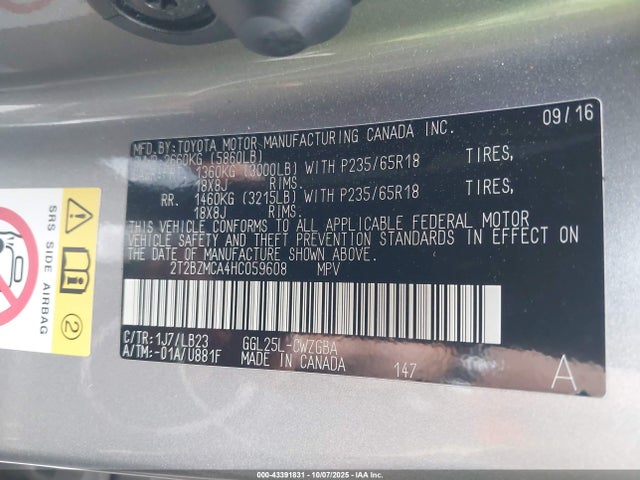 09/16
MFD.BY:TOYOTA MOTOR MANUFACTURING CANADA INC.
2660KG (5860LB)
1360KG (3000LB) WITH P235/65R18 TIRES,
18X8J RIMS.
RR. 1460KG (3215LB) WITH P235/65R18 TIRES,
18X8J RIMS.
THIS VEHICLE CONFORMS TO ALL APPLICABLE FEDERAL MOTOR
VEHICLE SAFETY AND THEFT PREVENTION STANDARDS IN EFFECT ON
THE DATE OF MANUFACTURE SHOWN ABOVE.
2T2BZMCA4HC059608 MPV
C/TR:1J7/LB23 GGL25L-CWZGBA
A/TM:-01A/U881F MADE IN CANADA 147 A
SRS SIDE AIRBAG
2
000-43391831 - 10/07/2025 - IAA Inc.